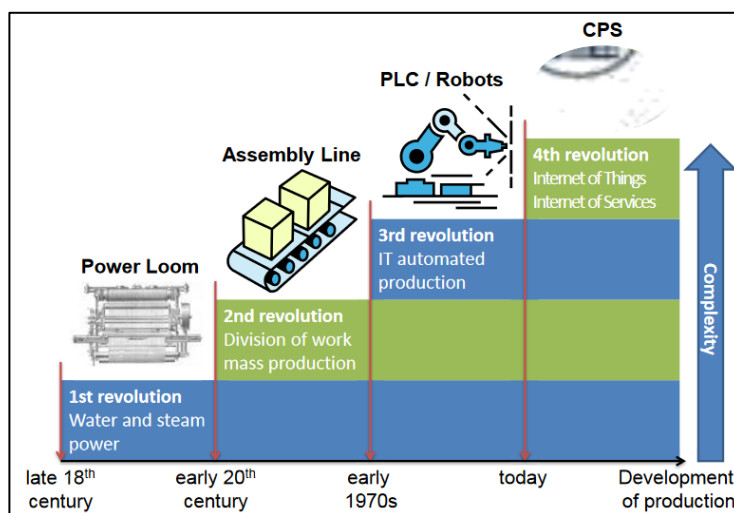 CPS
PLC / Robots
Assembly Line
Power Loom
4th revolution
Internet of Things
Internet of Services
3rd revolution
IT automated
production
2nd revolution
Division of work
mass production
1st revolution
Water and steam
power
Complexity
late 18th
century
early 20th
century
early
1970s
today
Development
of production